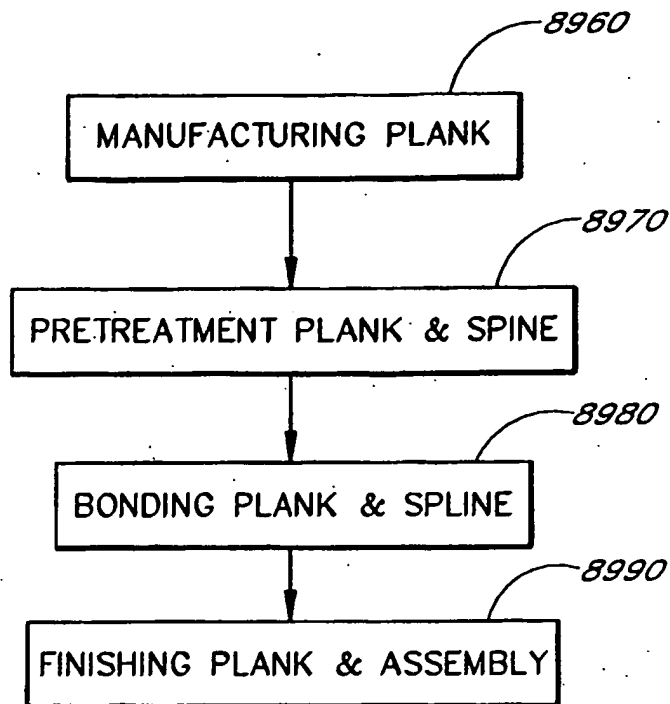 8960
MANUFACTURING PLANK
8970
PRETREATMENT PLANK & SPINE
8980
BONDING PLANK & SPLINE
8990
FINISHING PLANK & ASSEMBLY